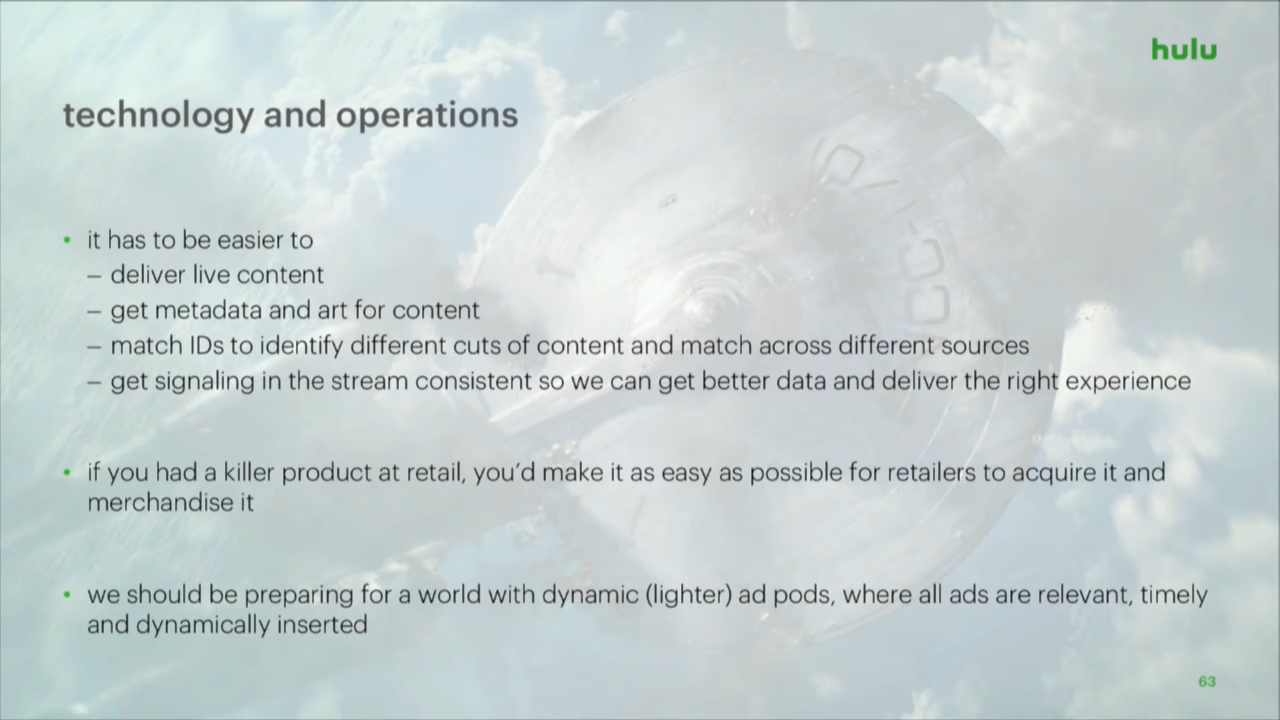 hulu
technology and operations
• it has to be easier to
– deliver live content
– get metadata and art for content
– match IDs to identify different cuts of content and match across different sources
– get signaling in the stream consistent so we can get better data and deliver the right experience
• if you had a killer product at retail, you’d make it as easy as possible for retailers to acquire it and
merchandise it
• we should be preparing for a world with dynamic (lighter) ad pods, where all ads are relevant, timely
and dynamically inserted
63